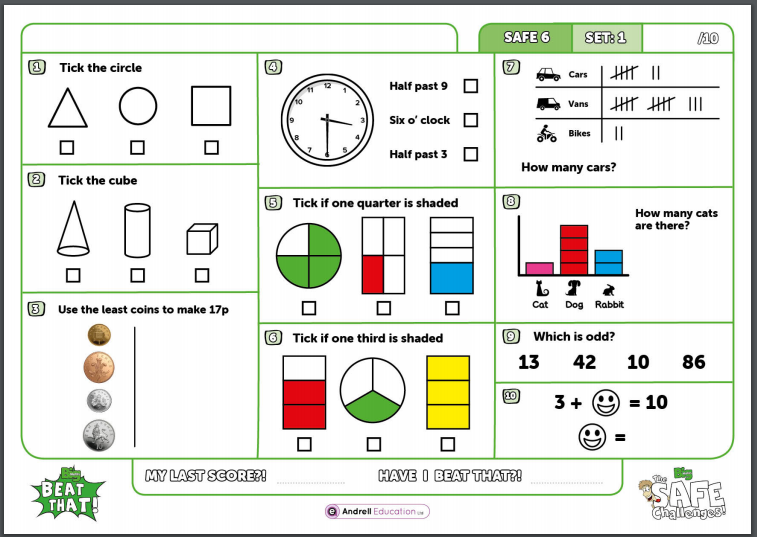 SAFE 6
SET: 1
/10
1 Tick the circle
2 Tick the cube
3 Use the least coins to make 17p
4
12
1
2
3
4
5
6
7
8
9
10
11
Half past 9
Six o' clock
Half past 3
5 Tick if one quarter is shaded
6 Tick if one third is shaded
7
Cars
Vans
Bikes
How many cars?
8
How many cats
are there?
Cat Dog Rabbit
9 Which is odd?
13 42 10 86
10
3 + = 10
=
MY LAST SCORE?!
HAVE I BEAT THAT?!
Big
BEAT
THAT!
e Andrell Education
Big
The
SAFE
Challenges!